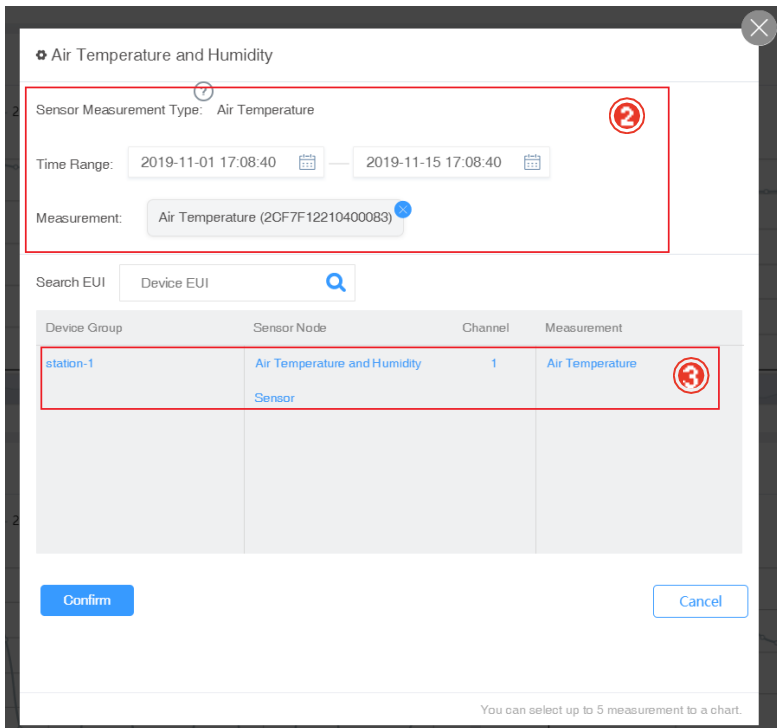 Air Temperature and Humidity
?
Sensor Measurement Type: Air Temperature
2
Time Range: 2019-11-01 17:08:40 — 2019-11-15 17:08:40
Measurement: Air Temperature (2CF7F12210400083)
Search EUI Device EUI
Device Group Sensor Node Channel Measurement
station-1 Air Temperature and Humidity 1 Air Temperature
3
Sensor
Confirm Cancel
You can select up to 5 measurement to a chart.